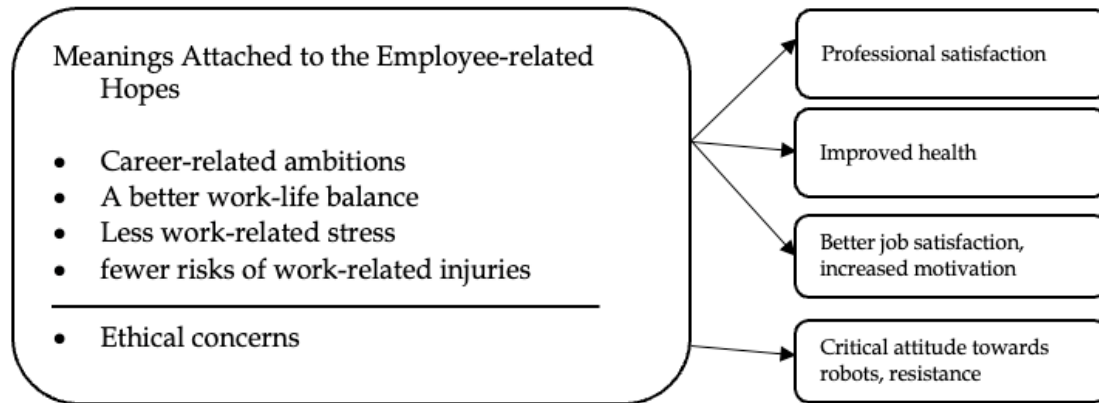 Meanings Attached to the Employee-related
Hopes
• Career-related ambitions
• A better work-life balance
• Less work-related stress
• fewer risks of work-related injuries
• Ethical concerns
Professional satisfaction
Improved health
Better job satisfaction,
increased motivation
Critical attitude towards
robots, resistance